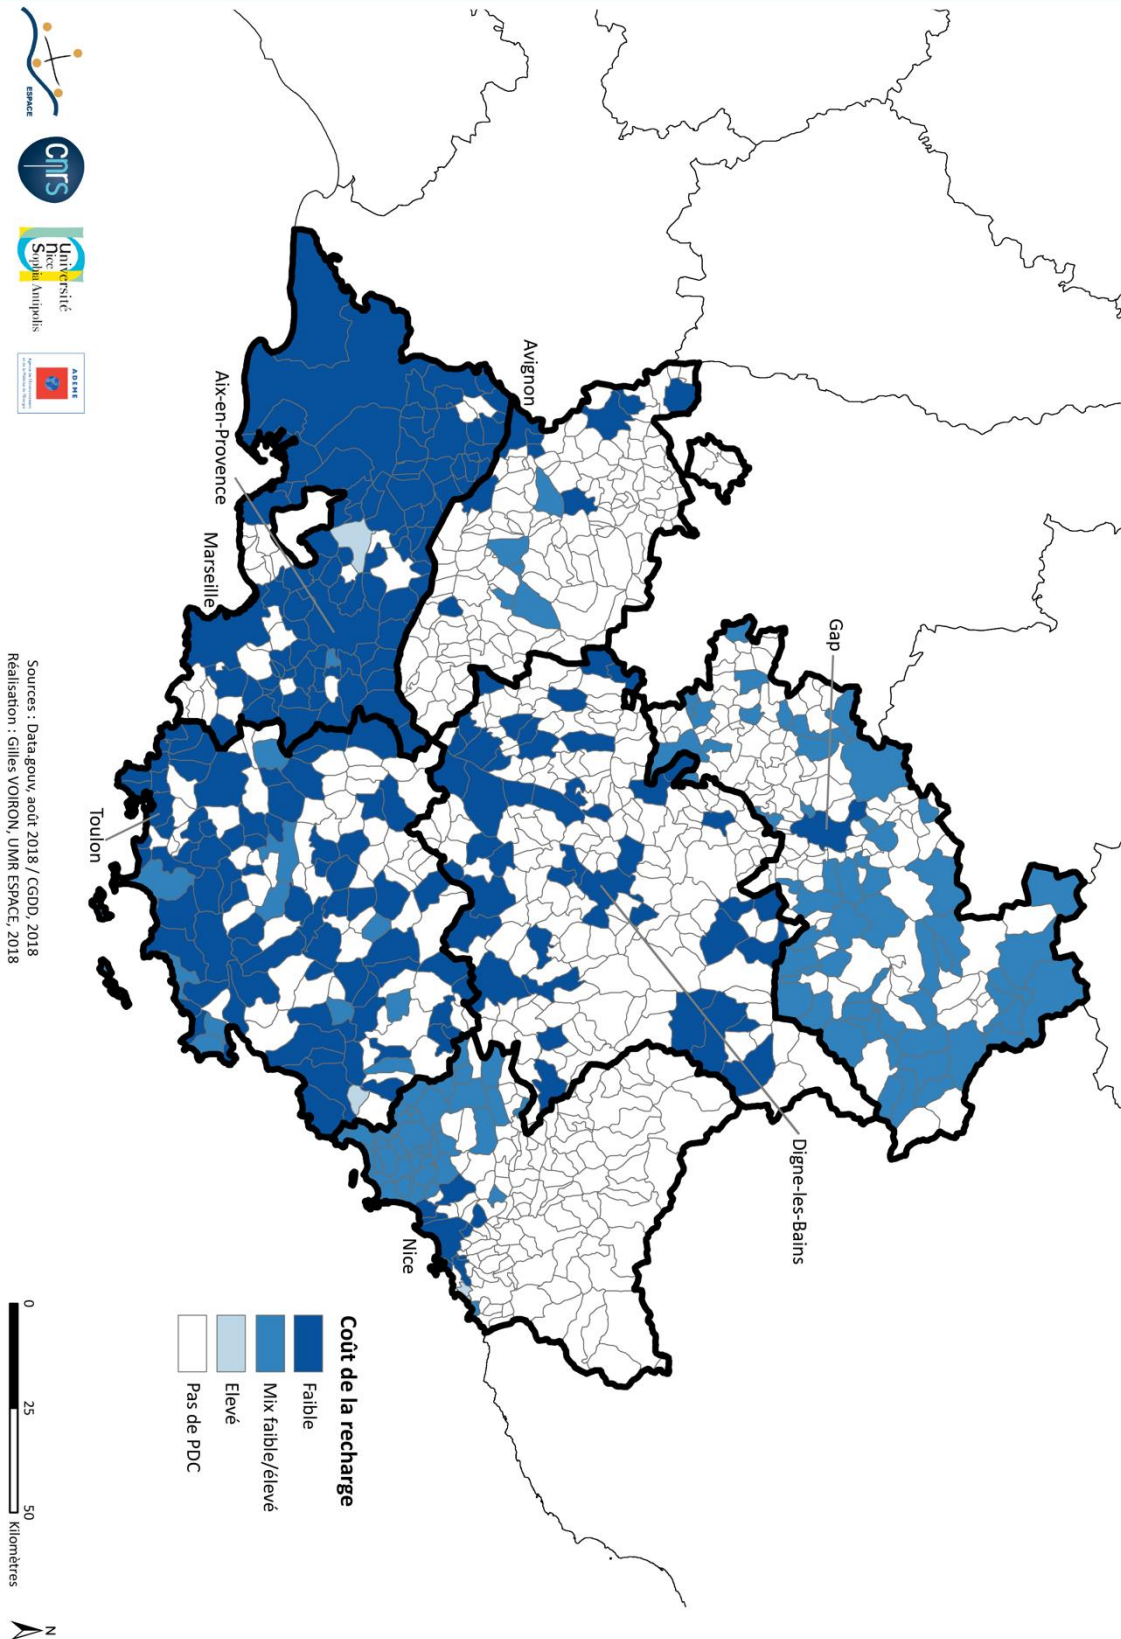 Gap
Avignon
Digne-les-Bains
Aix-en-Provence
Marseille
Toulon
Nice
Coût de la recharge
Faible
Mix faible/élevé
Elevé
Pas de PDC
0 25 50
Kilomètres
N
ESPACE
cnrs
Université
nice
Sophia Antipolis
ADEME
Sources : Data.gouv, août 2018 / CGDD, 2018
Réalisation : Gilles VOIRON, UMR ESPACE, 2018